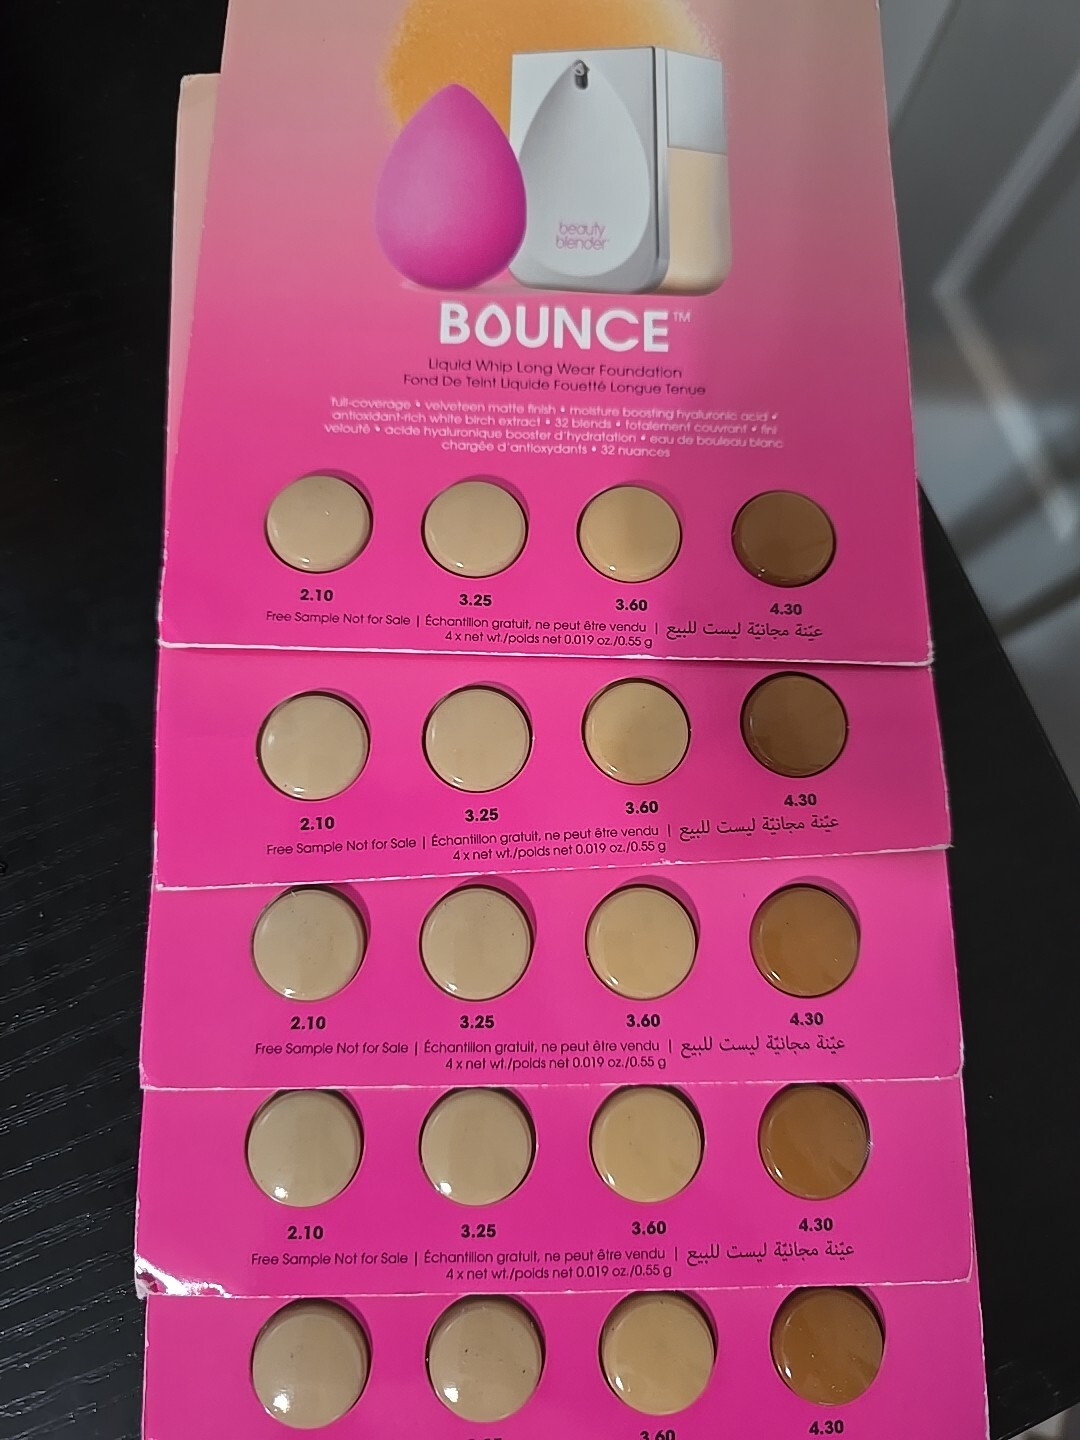 beauty
blender
BOUNCE™
Liquid Whip Long Wear Foundation
Fond De Teint Liquide Fouetté Longue Tenue
full-coverage • velveteen matte finish • moisture boosting hyaluronic acid •
antioxidant-rich white birch extract • 32 blends • totalement couvrant • fini
velouté • acide hyaluronique booster d'hydratation • eau de bouleau blanc
chargée d'antioxydants • 32 nuances
2.10 3.25 3.60 4.30
Free Sample Not for Sale | Échantillon gratuit, ne peut être vendu | عيّنة مجانيّة ليست للبيع
4 x net wt./poids net 0.019 oz./0.55 g
2.10 3.25 3.60 4.30
Free Sample Not for Sale | Échantillon gratuit, ne peut être vendu | عيّنة مجانيّة ليست للبيع
4 x net wt./poids net 0.019 oz./0.55 g
2.10 3.25 3.60 4.30
Free Sample Not for Sale | Échantillon gratuit, ne peut être vendu | عيّنة مجانيّة ليست للبيع
4 x net wt./poids net 0.019 oz./0.55 g
2.10 3.25 3.60 4.30
Free Sample Not for Sale | Échantillon gratuit, ne peut être vendu | عيّنة مجانيّة ليست للبيع
4 x net wt./poids net 0.019 oz./0.55 g
3.60 4.30